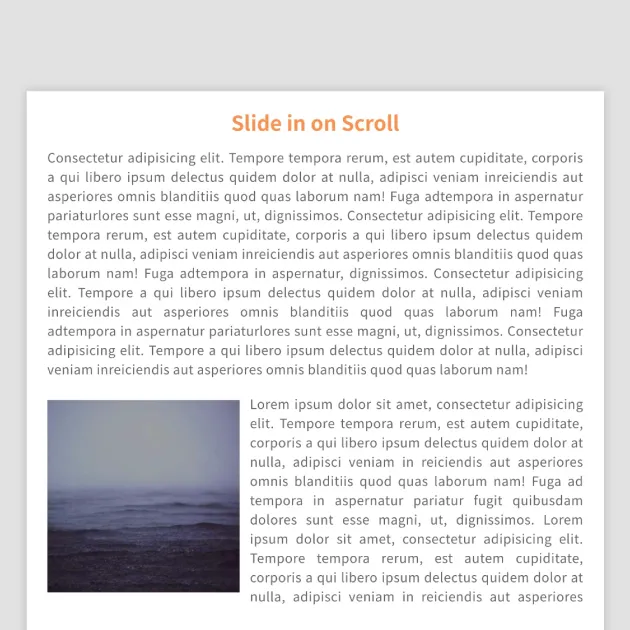 Slide in on Scroll
Consectetur adipisicing elit. Tempore tempora rerum, est autem cupiditate, corporis
a qui libero ipsum delectus quidem dolor at nulla, adipisci veniam inreiciendis aut
asperiores omnis blanditiis quod quas laborum nam! Fuga adtempora in aspernatur
pariaturlores sunt esse magni, ut, dignissimos. Consectetur adipisicing elit. Tempore
tempora rerum, est autem cupiditate, corporis a qui libero ipsum delectus quidem
dolor at nulla, adipisci veniam inreiciendis aut asperiores omnis blanditiis quod quas
laborum nam! Fuga adtempora in aspernatur, dignissimos. Consectetur adipisicing
elit. Tempore a qui libero ipsum delectus quidem dolor at nulla, adipisci veniam
inreiciendis aut asperiores omnis blanditiis quod quas laborum nam! Fuga
adtempora in aspernatur pariaturlores sunt esse magni, ut, dignissimos. Consectetur
adipisicing elit. Tempore a qui libero ipsum delectus quidem dolor at nulla, adipisci
veniam inreiciendis aut asperiores omnis blanditiis quod quas laborum nam!
Lorem ipsum dolor sit amet, consectetur adipisicing
elit. Tempore tempora rerum, est autem cupiditate,
corporis a qui libero ipsum delectus quidem dolor at
nulla, adipisci veniam in reiciendis aut asperiores
omnis blanditiis quod quas laborum nam! Fuga ad
tempora in aspernatur pariatur fugit quibusdam
dolores sunt esse magni, ut, dignissimos. Lorem
ipsum dolor sit amet, consectetur adipisicing elit.
Tempore tempora rerum, est autem cupiditate,
corporis a qui libero ipsum delectus quidem dolor at
nulla, adipisci veniam in reiciendis aut asperiores